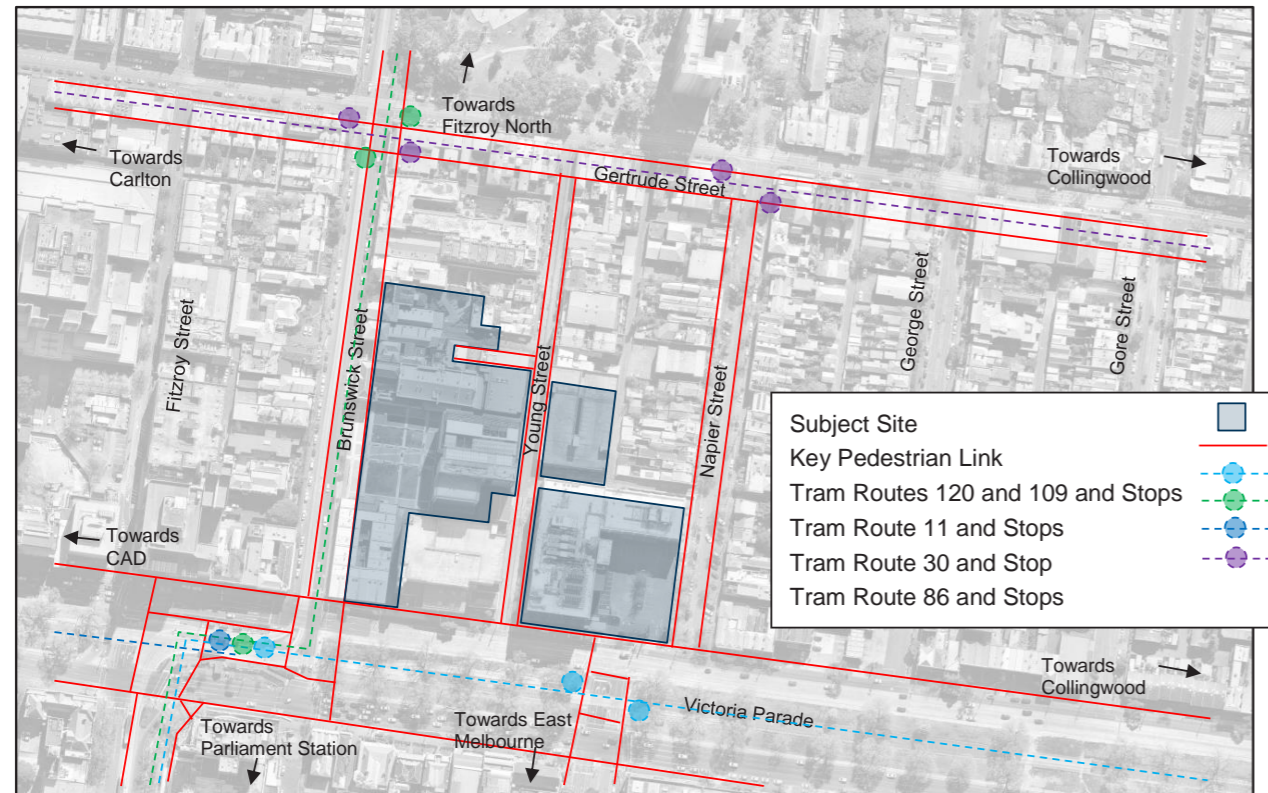 Towards
Fitzroy North
Towards
Carlton
Towards
Collingwood
Gertrude Street
Fitzroy Street
Brunswick Street
Young Street
Napier Street
George Street
Gore Street
Subject Site
Key Pedestrian Link
Tram Routes 120 and 109 and Stops
Tram Route 11 and Stops
Tram Route 30 and Stop
Tram Route 86 and Stops
Towards
CAD
Towards
Collingwood
Victoria Parade
Towards
Parliament Station
Towards East
Melbourne